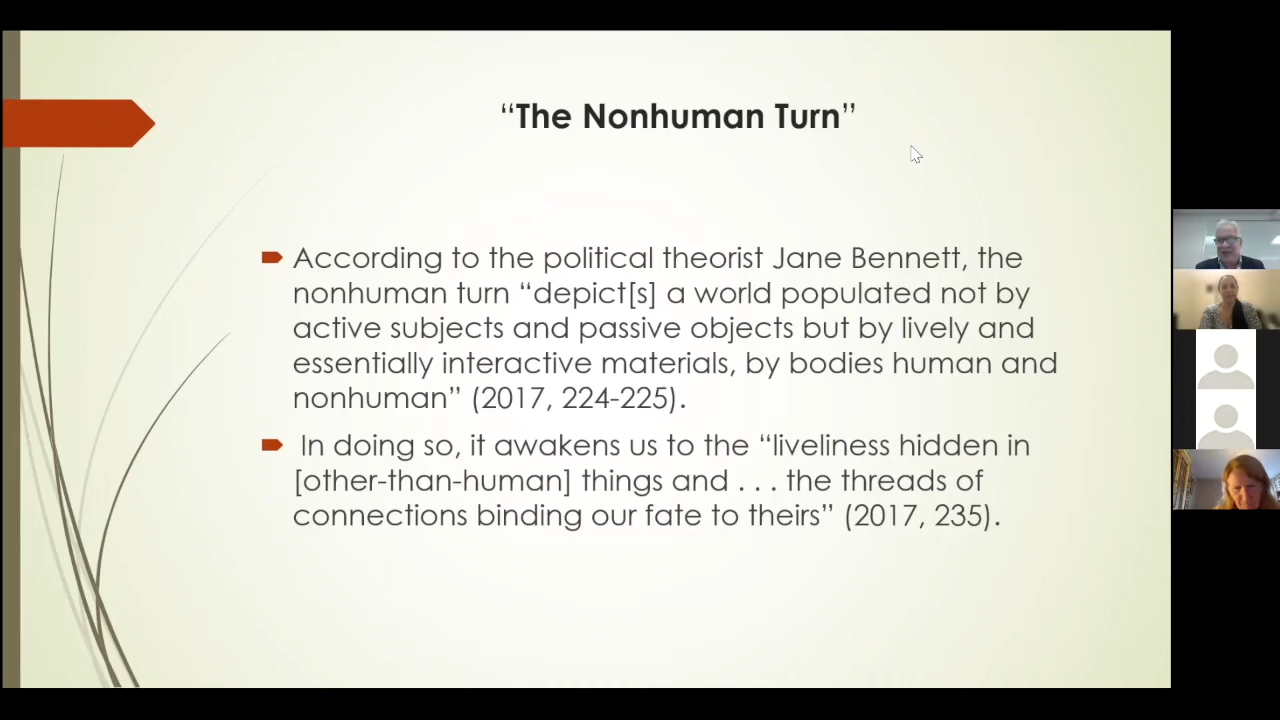 “The Nonhuman Turn”
According to the political theorist Jane Bennett, the
nonhuman turn “depict[s] a world populated not by
active subjects and passive objects but by lively and
essentially interactive materials, by bodies human and
nonhuman” (2017, 224-225).
In doing so, it awakens us to the “liveliness hidden in
[other-than-human] things and . . . the threads of
connections binding our fate to theirs” (2017, 235).